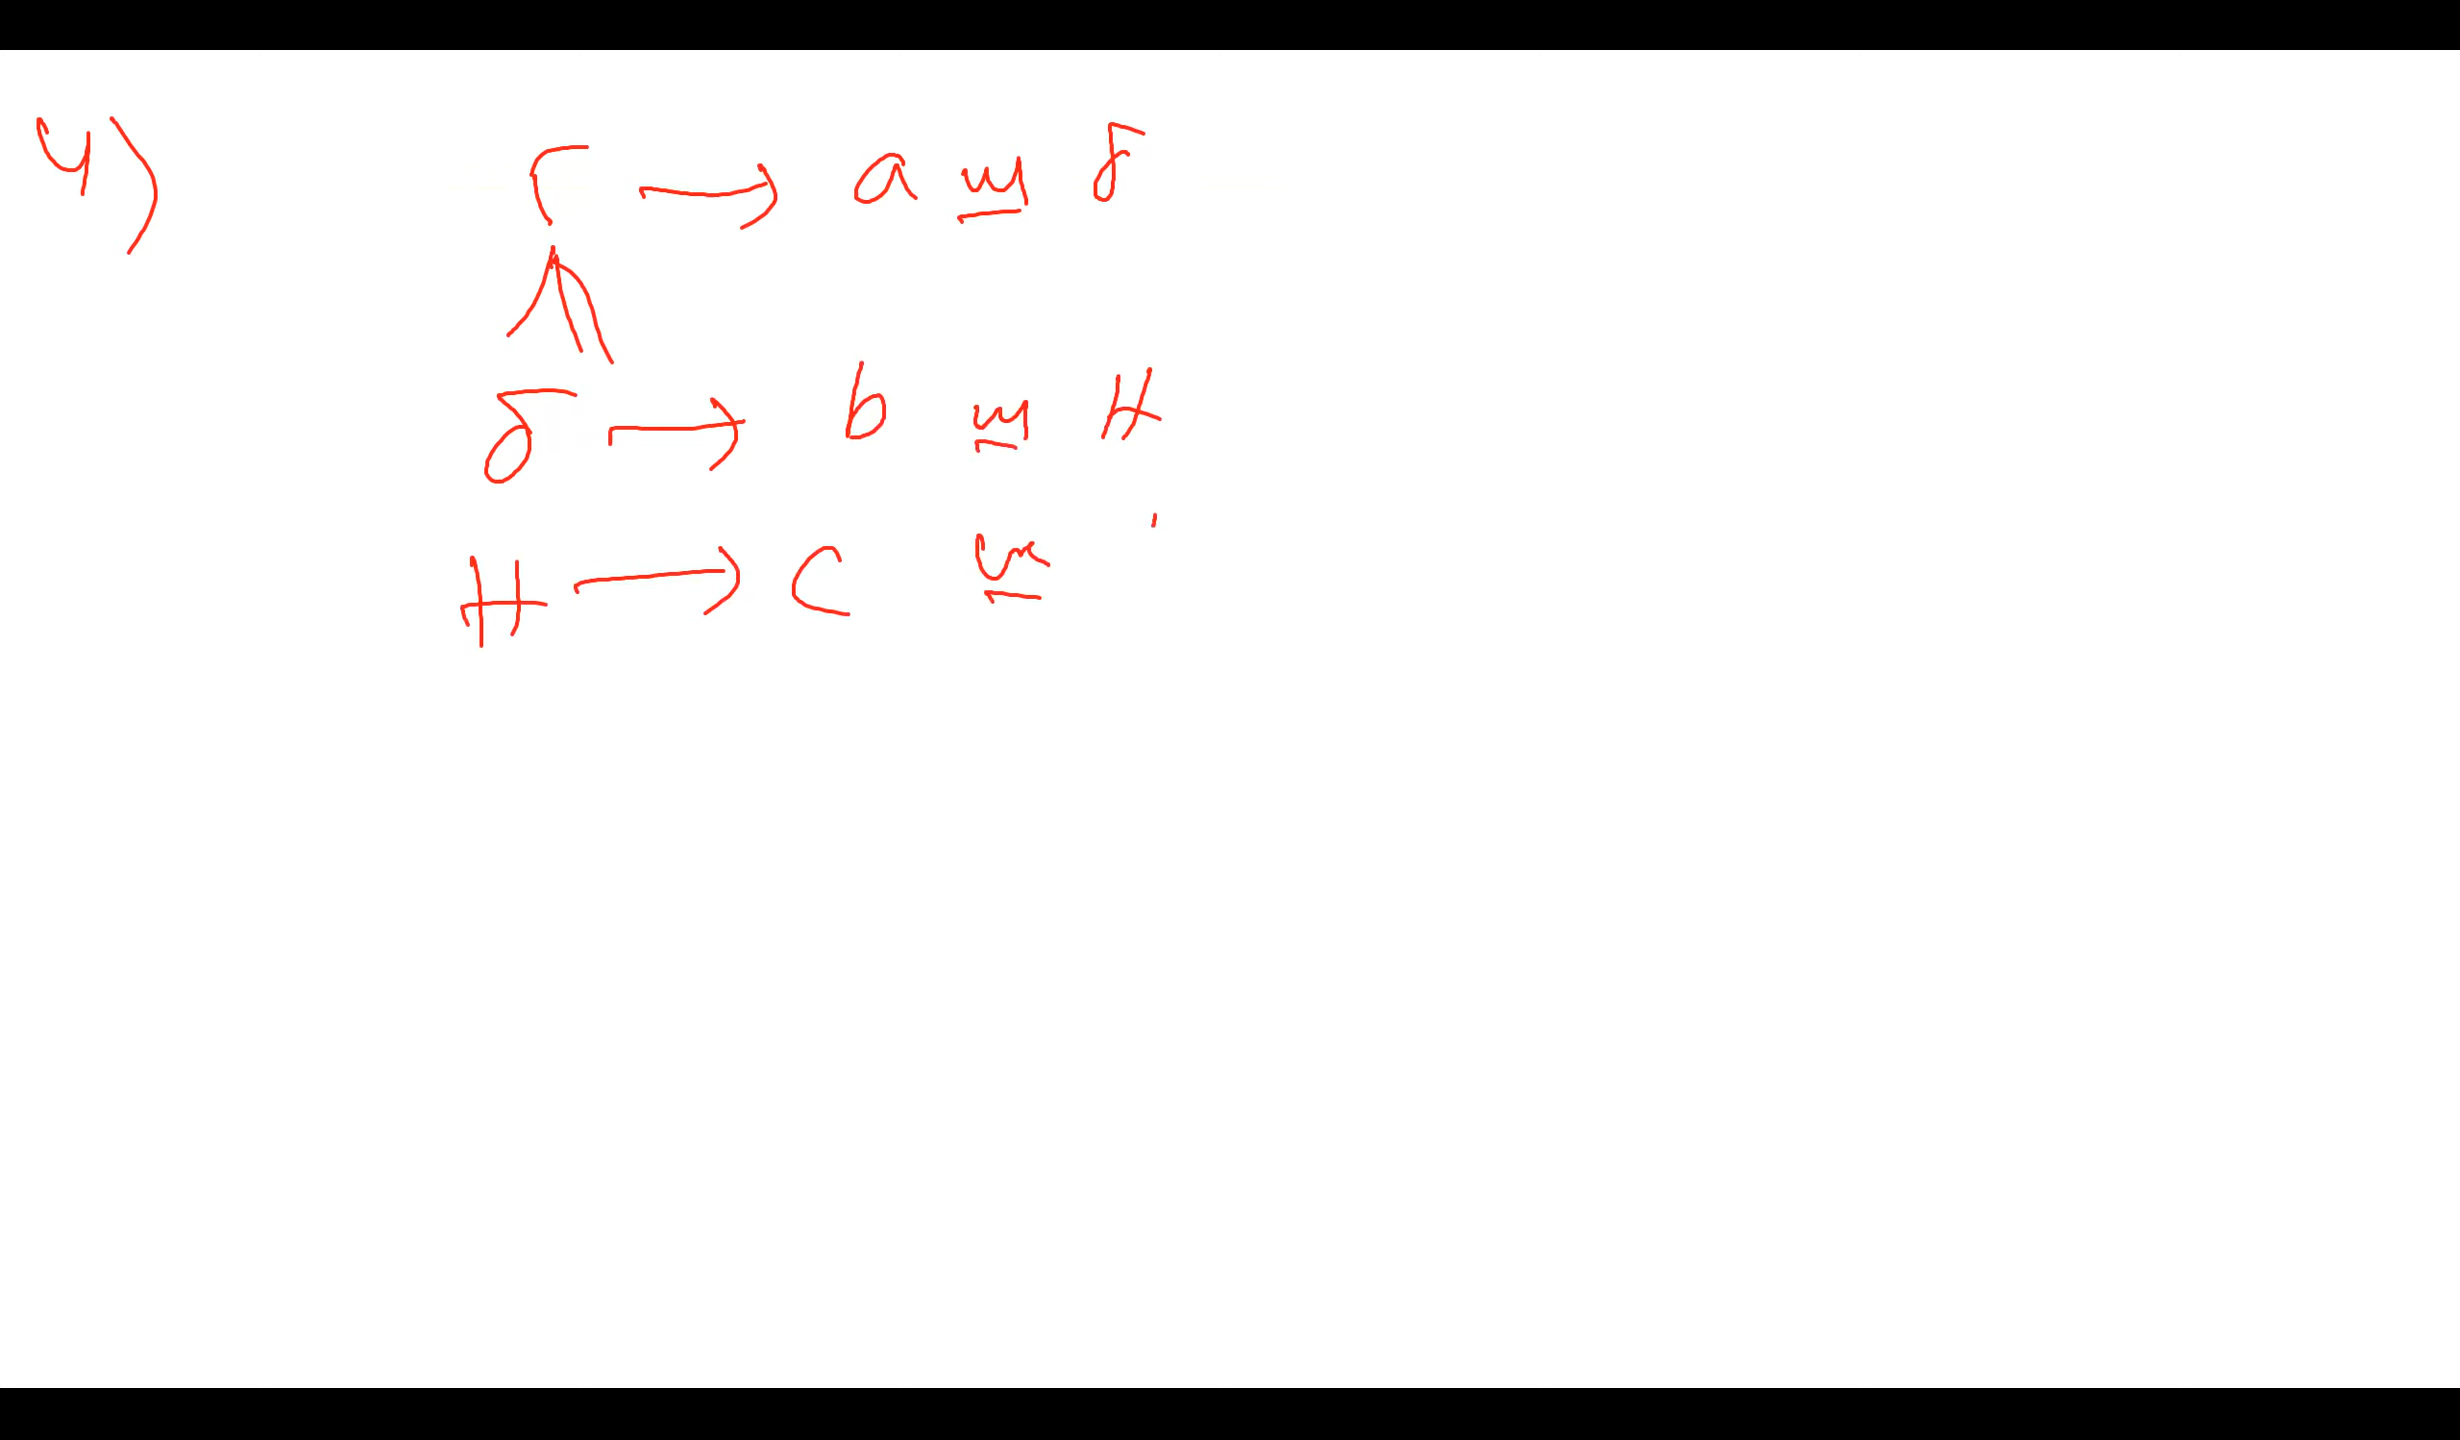 4)
Γ → a ш δ
δ → b ш H
H → C ш